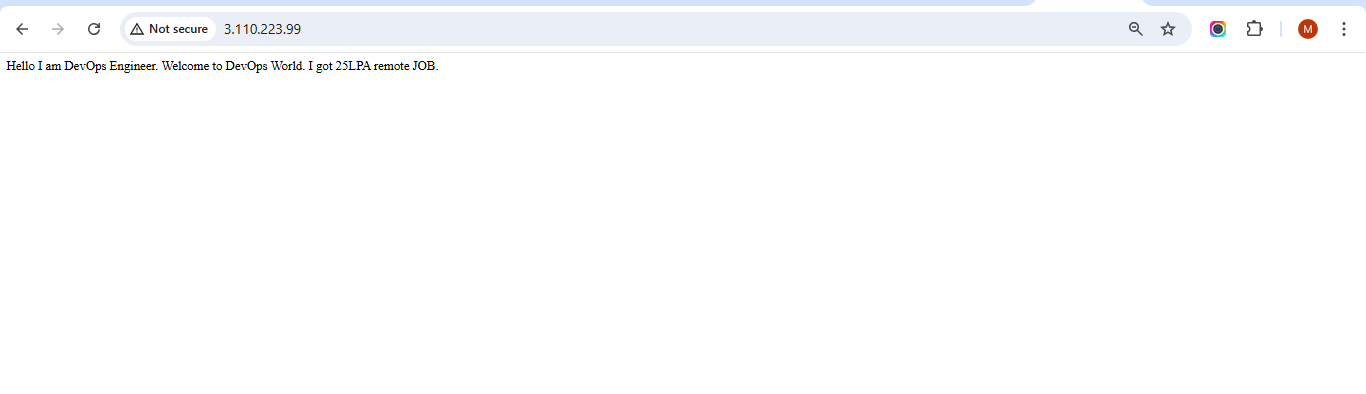 Not secure 3.110.223.99 M
Hello I am DevOps Engineer. Welcome to DevOps World. I got 25LPA remote JOB.